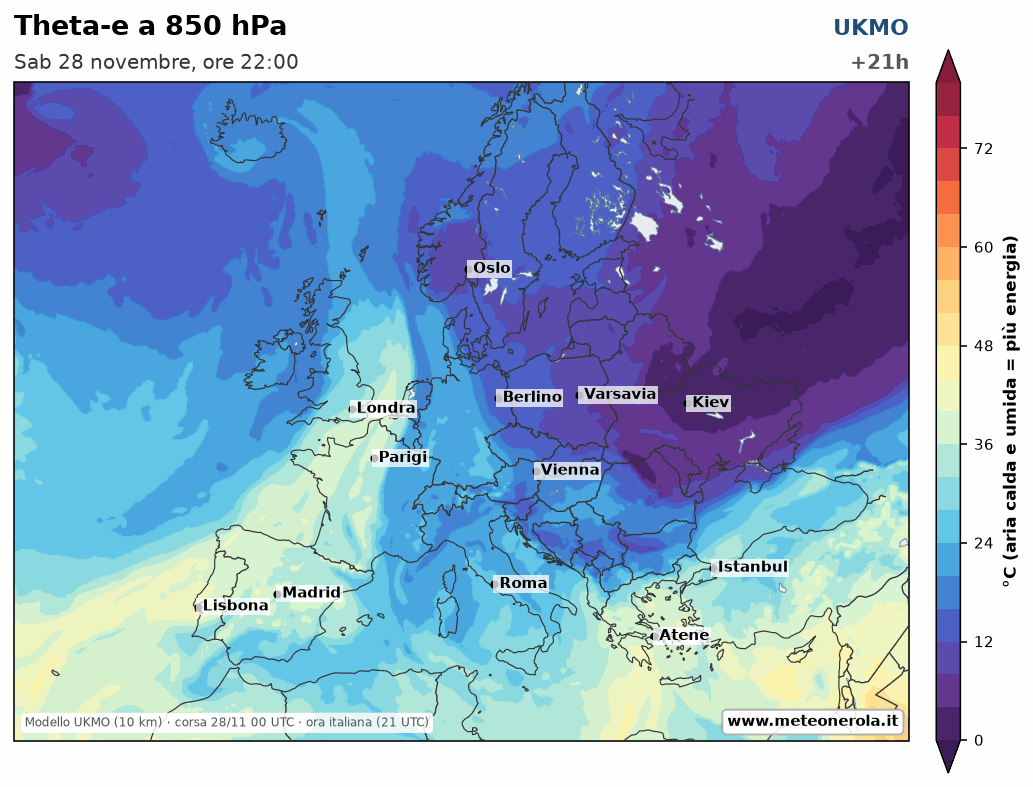 Theta-e a 850 hPa
UKMO
Sab 28 novembre, ore 22:00
+21h
Oslo
Berlino
Varsavia
Kiev
Londra
Parigi
Vienna
Istanbul
Roma
Madrid
Lisbona
Atene
Modello UKMO (10 km) · corsa 28/11 00 UTC · ora italiana (21 UTC)
www.meteonerola.it
72
60
48
36
24
12
0
°C (aria calda e umida = più energia)